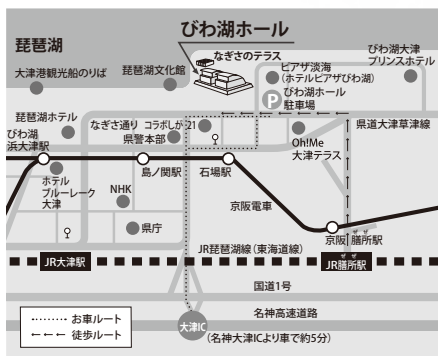 びわ湖ホール
琵琶湖
なぎさのテラス
大津港観光船のりば
琵琶湖文化館
ピアザ淡海
(ホテルピアザびわ湖)
びわ湖大津
プリンスホテル
P
びわ湖ホール
駐車場
琵琶湖ホテル
なぎさ通り
コラボしが21
県警本部
びわ湖
浜大津駅
Oh!Me
大津テラス
県道大津草津線
ホテル
ブルーレーク
大津
島ノ関駅
石場駅
NHK
京阪電車
県庁
ぜぜ
京阪 膳所駅
JR琵琶湖線(東海道線)
JR大津駅
ぜぜ
JR膳所駅
国道1号
名神高速道路
お車ルート
徒歩ルート
大津IC
(名神大津ICより車で約5分)